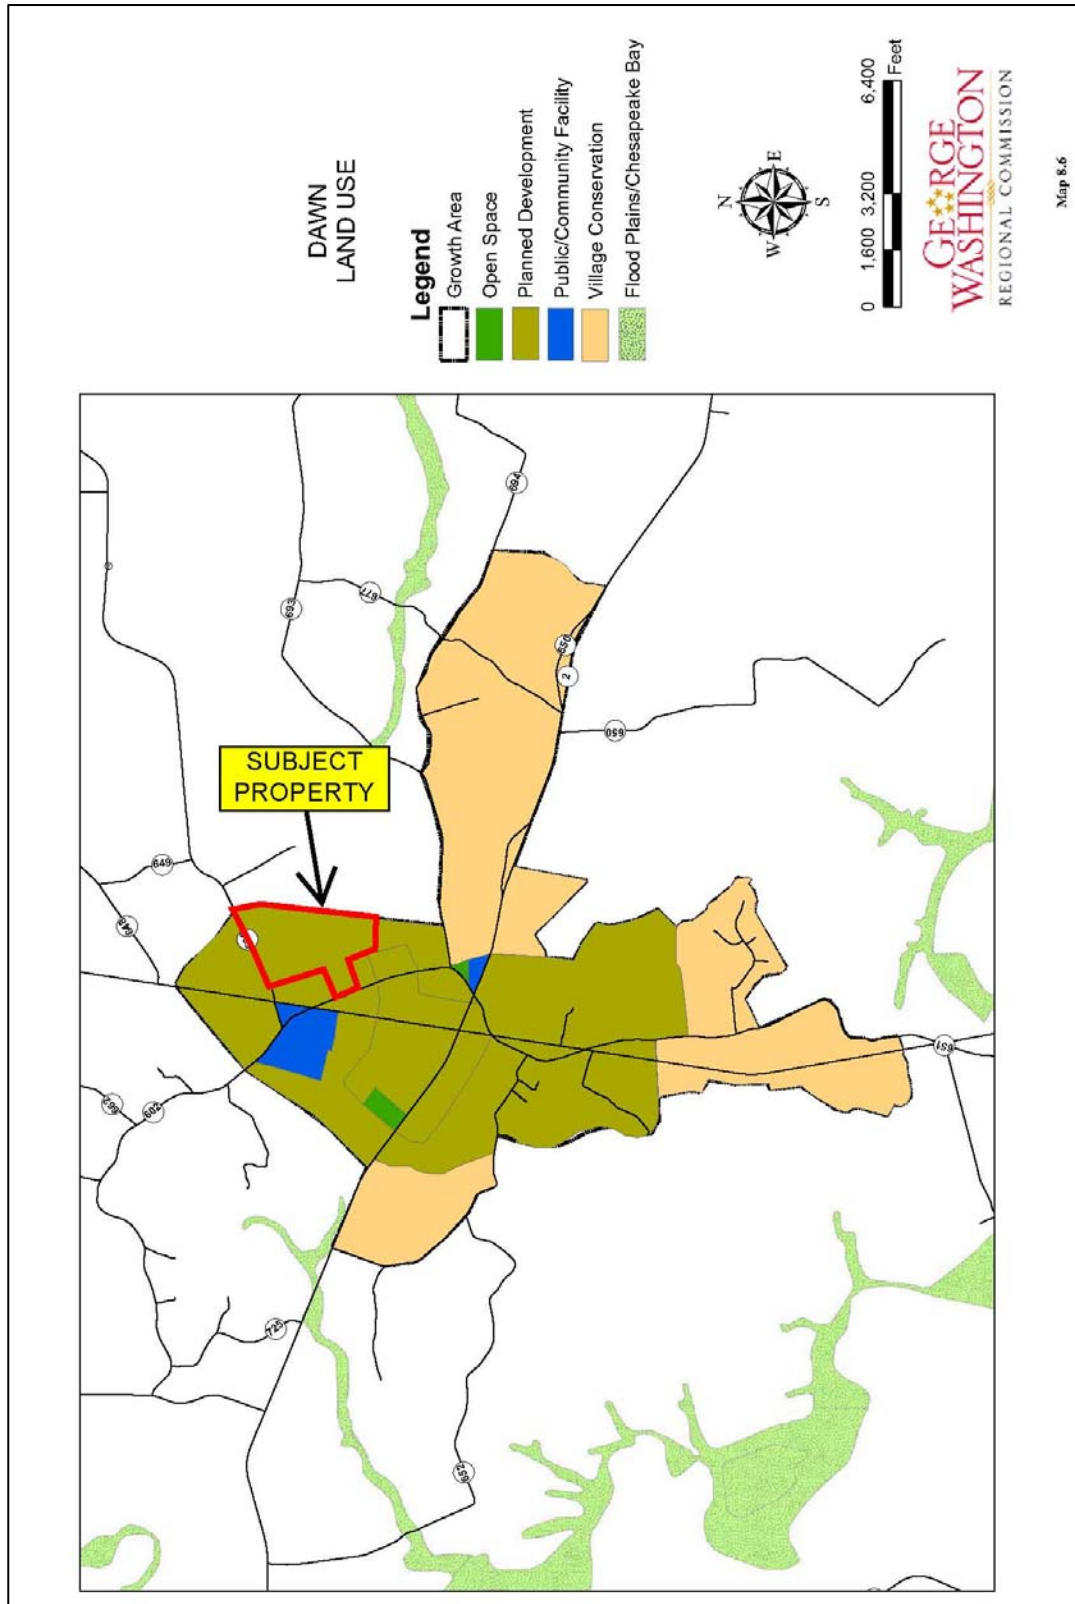 DAWN
LAND USE
Legend
Growth Area
Open Space
Planned Development
Public/Community Facility
Village Conservation
Flood Plains/Chesapeake Bay
N
W
E
S
0
1,600
3,200
6,400
Feet
GEORGE
WASHINGTON
REGIONAL COMMISSION
Map 8.6
SUBJECT
PROPERTY
694
693
677
650
2
650
649
648
662
602
725
652
651